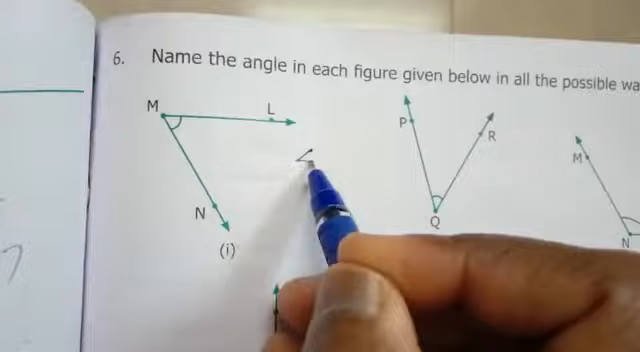 6. Name the angle in each figure given below in all the possible wa
M L P R M
N Q N
(i)
∠